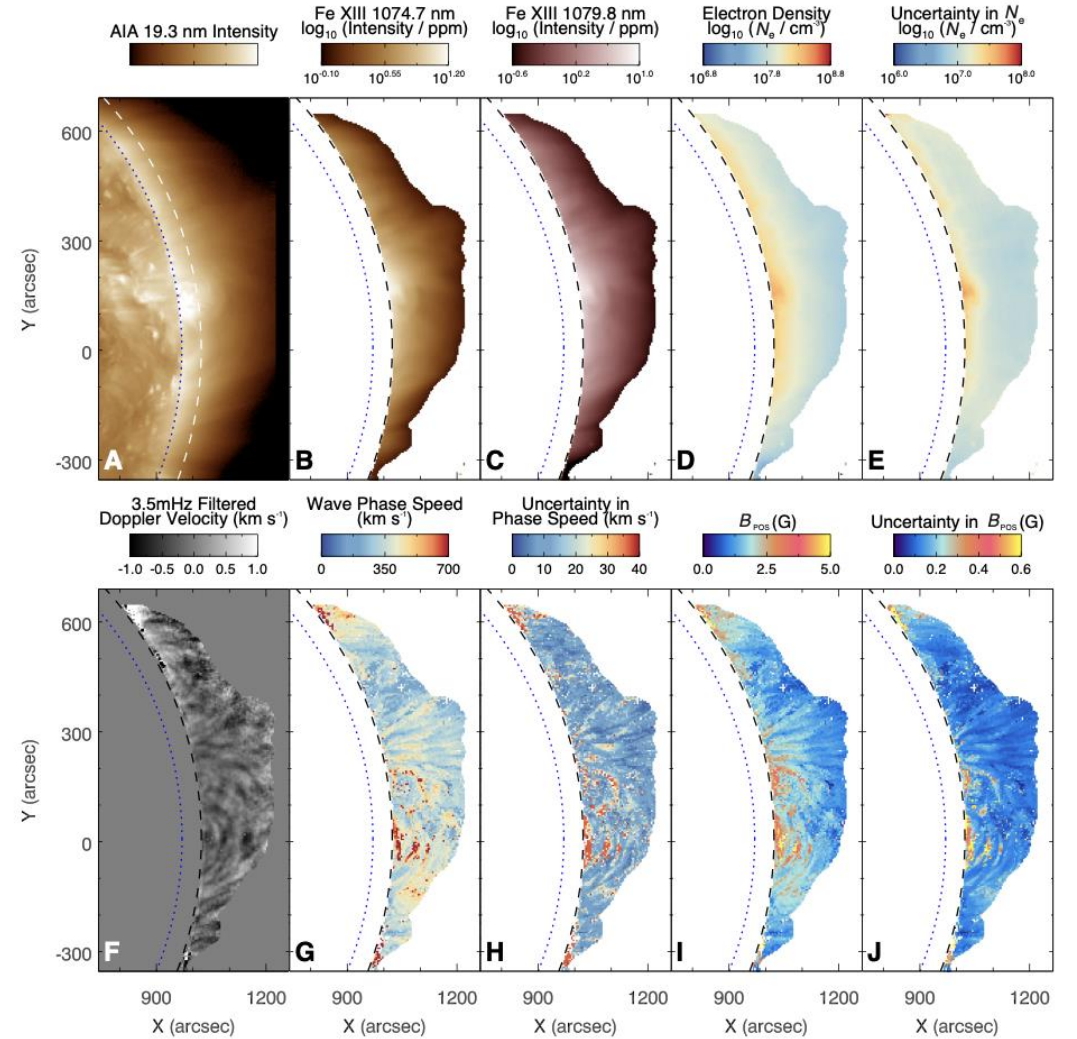 AIA 19.3 nm Intensity
Fe XIII 1074.7 nm
log₁₀ (Intensity / ppm)
10⁻⁰·¹⁰ 10⁰·⁵⁵ 10¹·²⁰
Fe XIII 1079.8 nm
log₁₀ (Intensity / ppm)
10⁻⁰·⁶ 10⁰·² 10¹·⁰
Electron Density
log₁₀ (Nₑ / cm⁻³)
10⁶·⁸ 10⁷·⁸ 10⁸·⁸
Uncertainty in Nₑ
log₁₀ (Nₑ / cm⁻³)
10⁶·⁰ 10⁷·⁰ 10⁸·⁰
Y (arcsec)
600
300
0
-300
A B C D E
3.5mHz Filtered
Doppler Velocity (km s⁻¹)
-1.0 -0.5 0.0 0.5 1.0
Wave Phase Speed
(km s⁻¹)
0 350 700
Uncertainty in
Phase Speed (km s⁻¹)
0 10 20 30 40
B_POS (G)
0.0 2.5 5.0
Uncertainty in B_POS (G)
0.0 0.2 0.4 0.6
Y (arcsec)
600
300
0
-300
F G H I J
900 1200 900 1200 900 1200 900 1200 900 1200
X (arcsec) X (arcsec) X (arcsec) X (arcsec) X (arcsec)